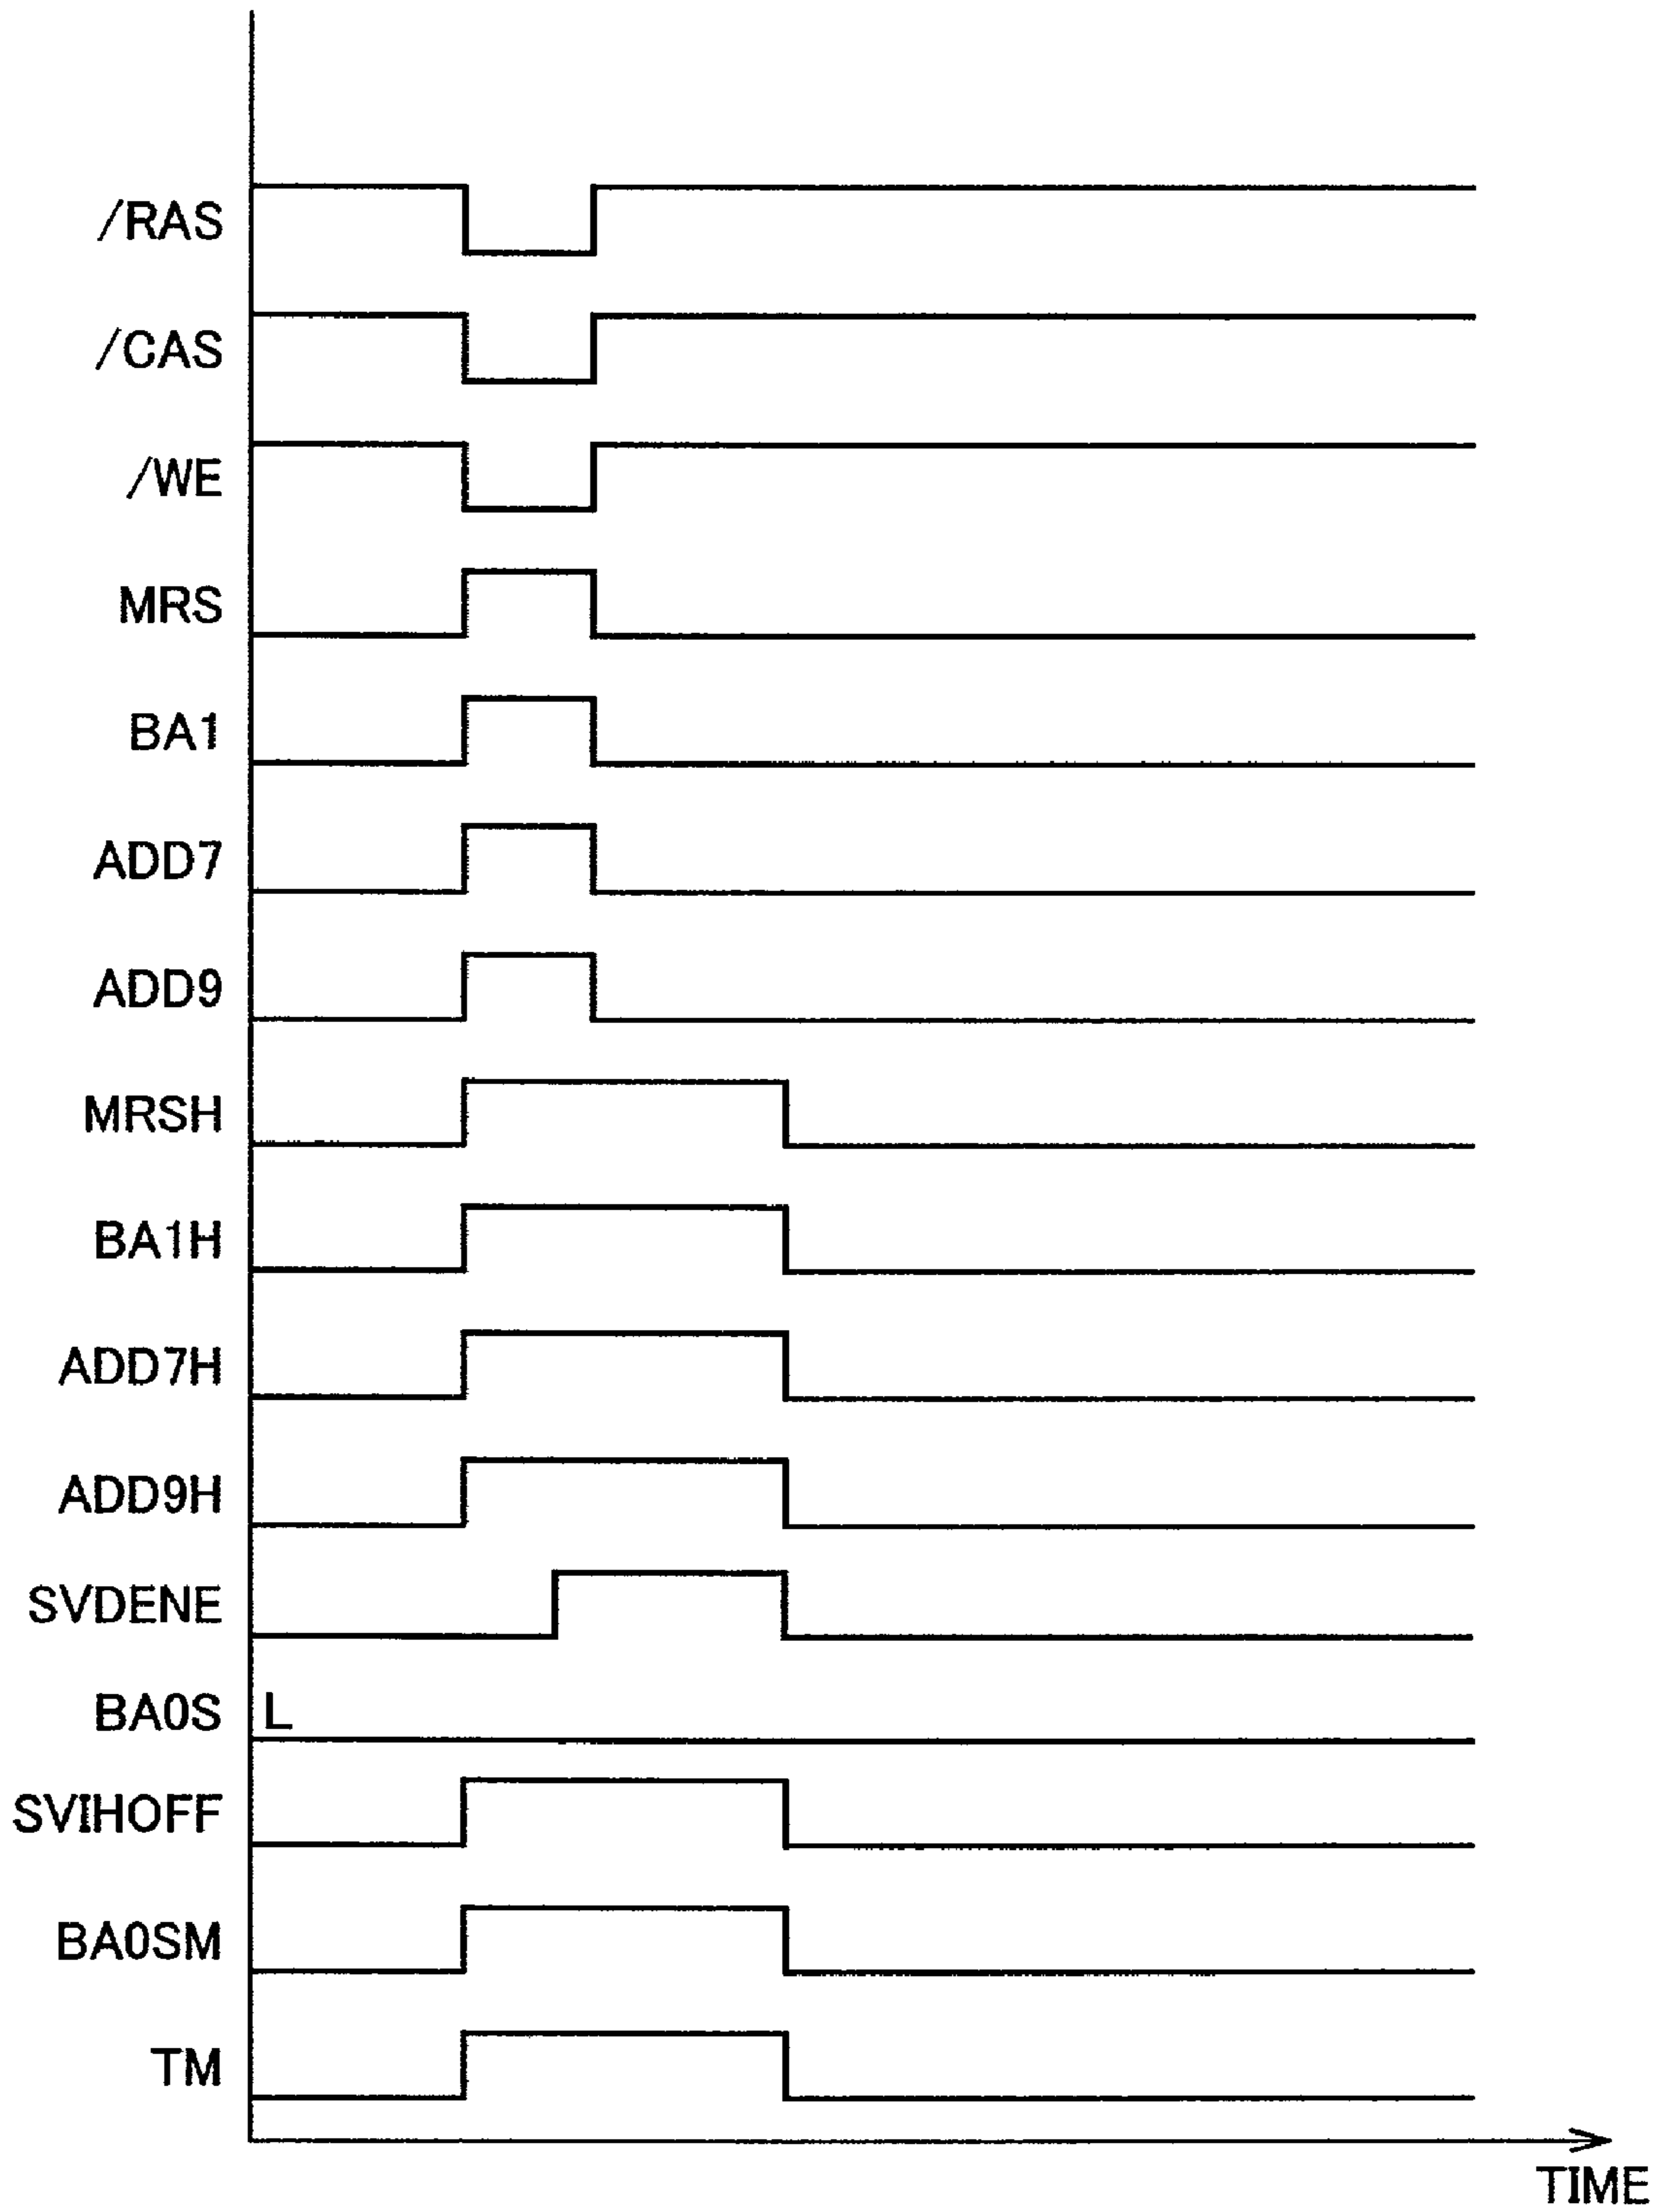 /RAS
/CAS
/WE
MRS
BA1
ADD7
ADD9
MRSH
BA1H
ADD7H
ADD9H
SVDENE
BA0S L
SVIHOFF
BA0SM
TM
TIME